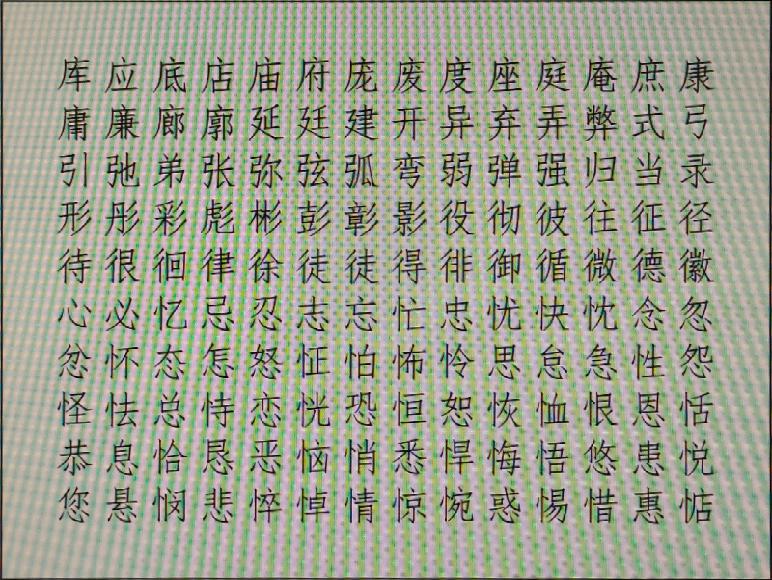 库应底店庙府庞废度座庭庵庶康
庸廉廊廓延廷建开异弃弄弊式弓
引弛弟张弥弦弧弯弱弹强归当录
形彤彩彪彬彭彰影役彻彼往征径
待很徊律徐徒徒得徘御循微德徽
心必忆忌忍志忘忙忠忧快忱念忽
忿怀态怎怒怔怕怖怜思怠急性怨
怪怯总恃恋恍恐恒恕恢恤恨恩恬
恭息恰恳恶恼悄悉悍悔悟悠患悦
您悬悯悲悴悼情惊惋惑惕惜惠惦